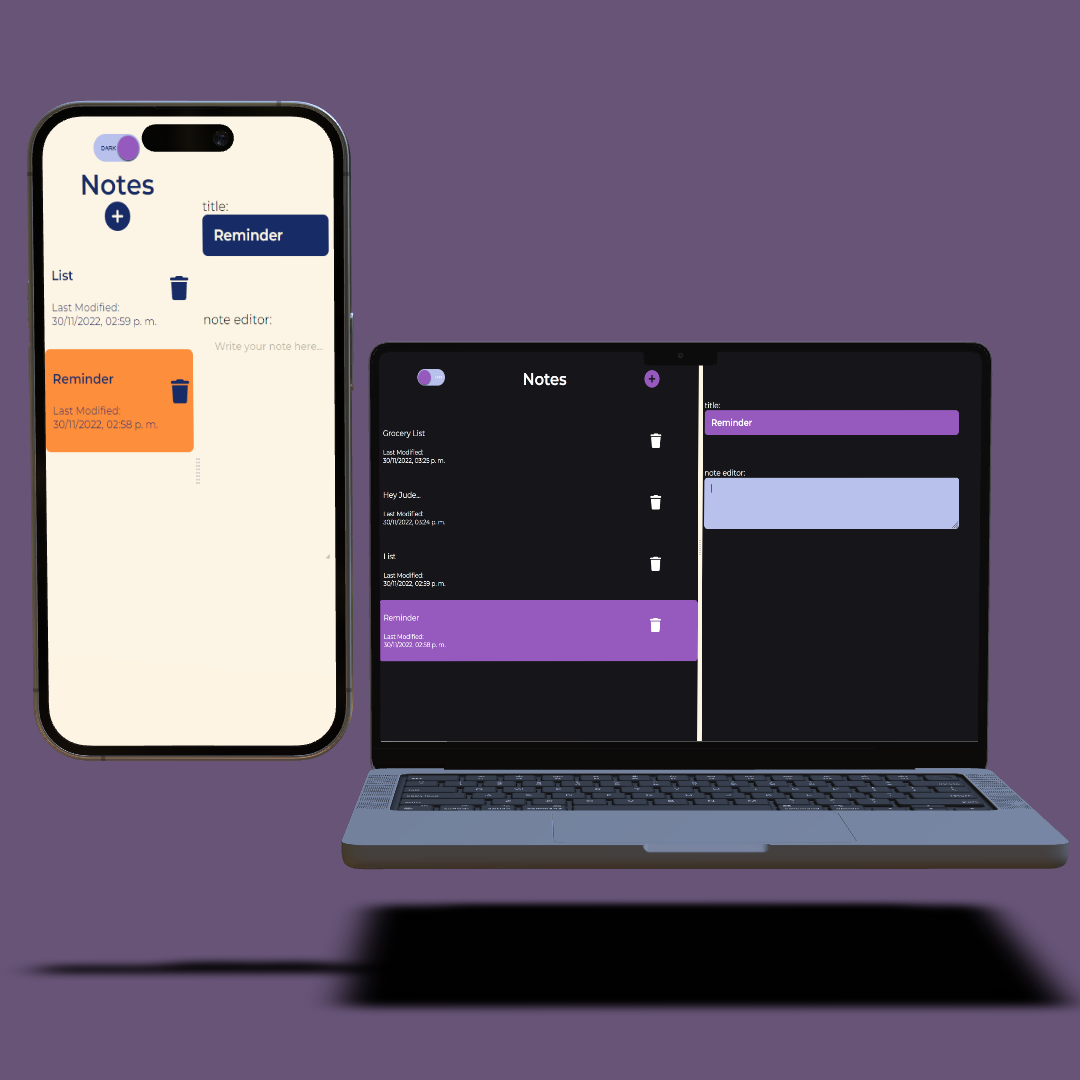 DARK
Notes
+
List
Last Modified:
30/11/2022, 02:59 p. m.
Reminder
Last Modified:
30/11/2022, 02:58 p. m.
title:
Reminder
note editor:
Write your note here...
Notes
+
Grocery List
Last Modified:
30/11/2022, 03:25 p. m.
Hey Jude...
Last Modified:
30/11/2022, 03:24 p. m.
List
Last Modified:
30/11/2022, 02:59 p. m.
Reminder
Last Modified:
30/11/2022, 02:58 p. m.
title:
Reminder
note editor: